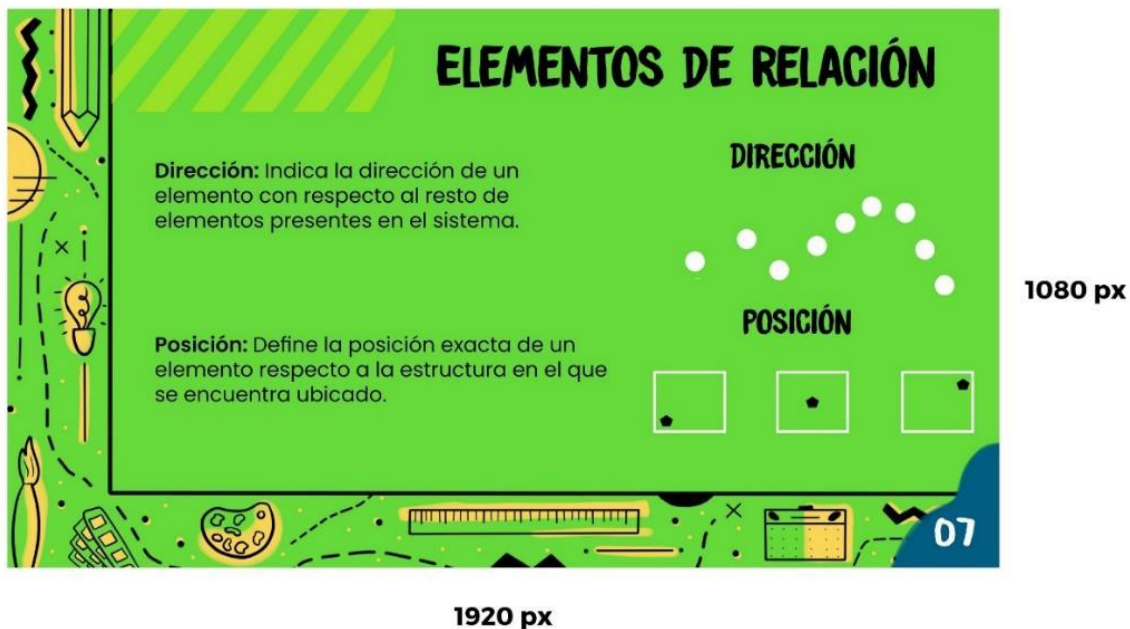 ELEMENTOS DE RELACIÓN
Dirección: Indica la dirección de un
elemento con respecto al resto de
elementos presentes en el sistema.
DIRECCIÓN
Posición: Define la posición exacta de un
elemento respecto a la estructura en el que
se encuentra ubicado.
POSICIÓN
07
1080 px
1920 px